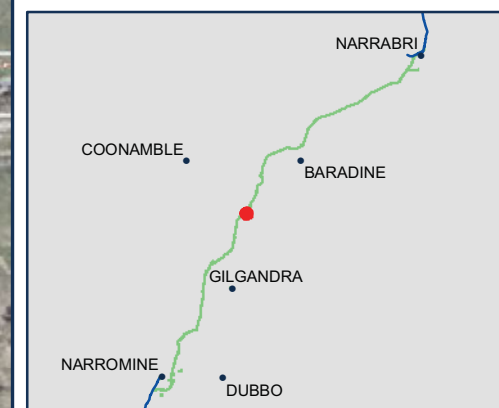 NARRABRI
COONAMBLE
BARADINE
GILGANDRA
NARROMINE
DUBBO